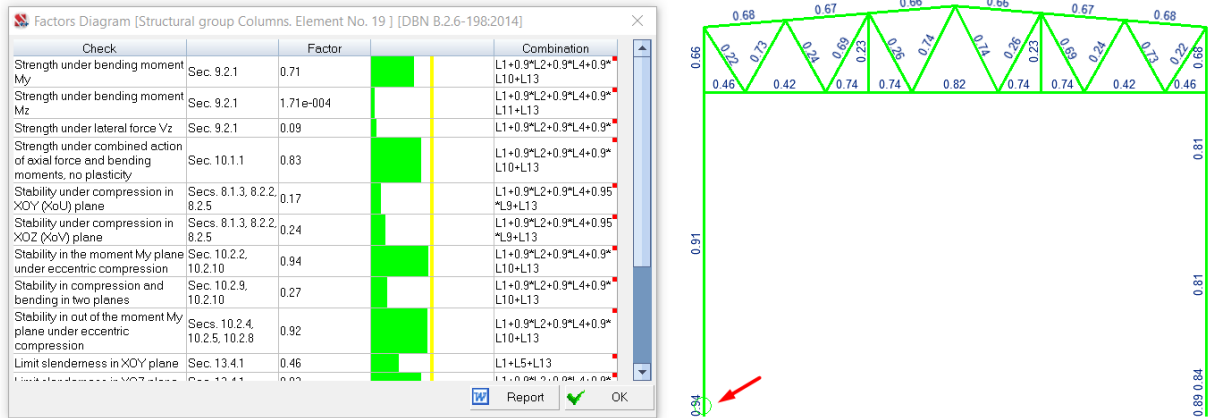 Factors Diagram [Structural group Columns. Element No. 19 ] [DBN B.2.6-198:2014]
Check Factor Combination
Strength under bending moment
My
Sec. 9.2.1 0.71
L1+0.9*L2+0.9*L4+0.9*
L10+L13
Strength under bending moment
Mz
Sec. 9.2.1 1.71e-004
L1+0.9*L2+0.9*L4+0.9*
L11+L13
Strength under lateral force Vz Sec. 9.2.1 0.09 L1+0.9*L2+0.9*L4+0.9*
Strength under combined action
of axial force and bending
moments, no plasticity
Sec. 10.1.1 0.83
L1+0.9*L2+0.9*L4+0.9*
L10+L13
Stability under compression in
XOY (XoU) plane
Secs. 8.1.3, 8.2.2,
8.2.5
0.17
L1+0.9*L2+0.9*L4+0.95
*L9+L13
Stability under compression in
XOZ (XoV) plane
Secs. 8.1.3, 8.2.2,
8.2.5
0.24
L1+0.9*L2+0.9*L4+0.95
*L9+L13
Stability in the moment My plane
under eccentric compression
Sec. 10.2.2,
10.2.10
0.94
L1+0.9*L2+0.9*L4+0.9*
L10+L13
Stability in compression and
bending in two planes
Sec. 10.2.9,
10.2.10
0.27
L1+0.9*L2+0.9*L4+0.9*
L10+L13
Stability in out of the moment My
plane under eccentric
compression
Secs. 10.2.4,
10.2.5, 10.2.8
0.92
L1+0.9*L2+0.9*L4+0.9*
L10+L13
Limit slenderness in XOY plane Sec. 13.4.1 0.46 L1+L5+L13
W Report OK
0.68 0.67 0.66 0.66 0.67 0.68
0.66 0.22 0.73 0.24 0.69 0.23 0.26 0.74 0.74 0.26 0.23 0.69 0.24 0.73 0.22 0.68
0.46 0.42 0.74 0.74 0.82 0.74 0.74 0.42 0.46
0.81
0.91
0.81
0.94
0.89 0.84